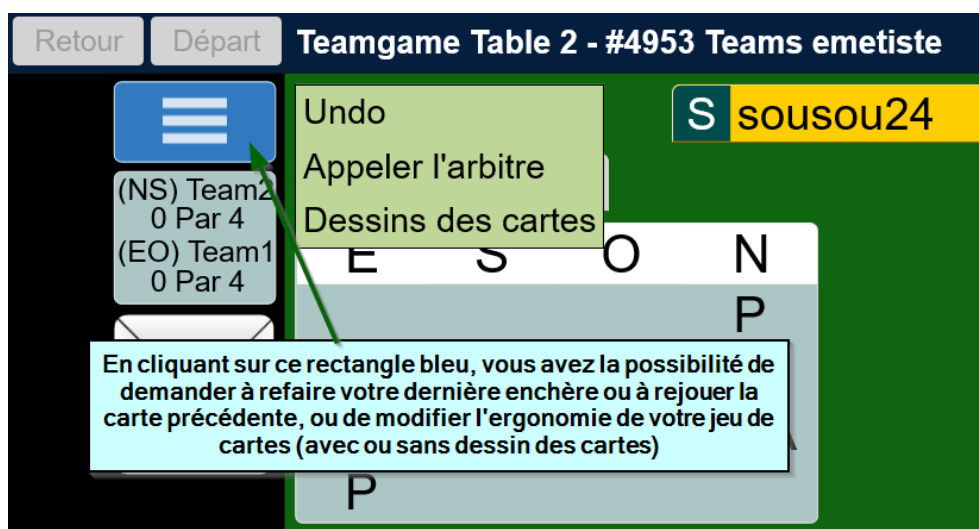 Retour
Départ
Teamgame Table 2 - #4953 Teams emetiste
Undo
Appeler l'arbitre
Dessins des cartes
S sousou24
(NS) Team2
0 Par 4
(EO) Team1
0 Par 4
E S O N
P
En cliquant sur ce rectangle bleu, vous avez la possibilité de
demander à refaire votre dernière enchère ou à rejouer la
carte précédente, ou de modifier l'ergonomie de votre jeu de
cartes (avec ou sans dessin des cartes)
P